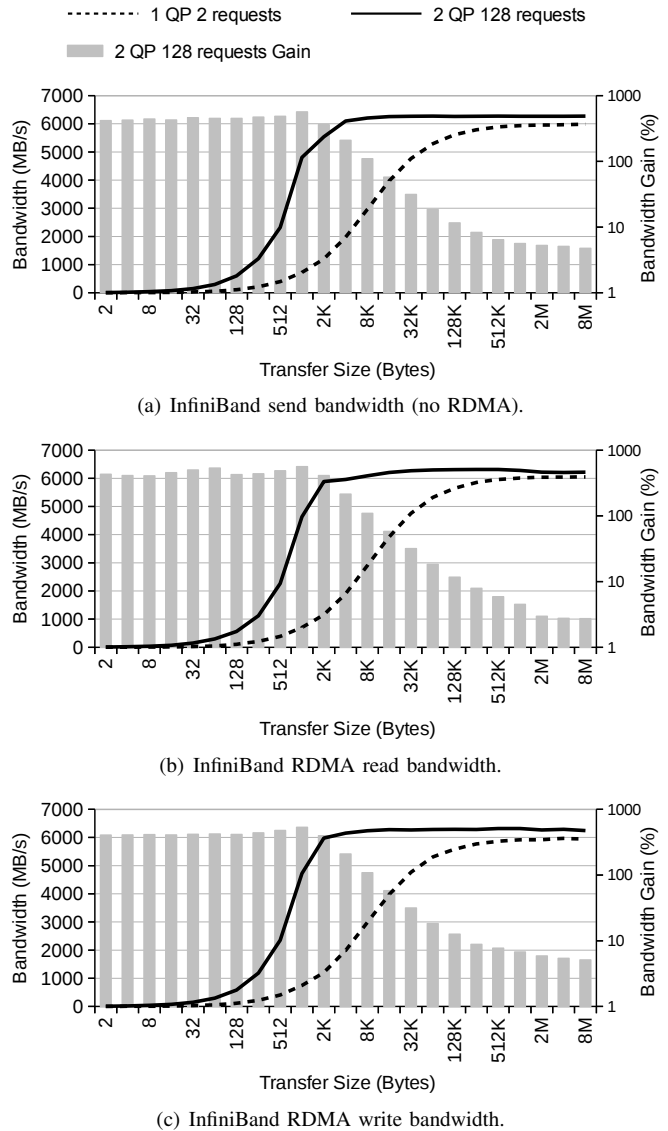 1 QP 2 requests
2 QP 128 requests
2 QP 128 requests Gain
7000
6000
5000
4000
3000
2000
1000
0
Bandwidth (MB/s)
1000
100
10
1
Bandwidth Gain (%)
2
8
32
128
512
2K
8K
32K
128K
512K
2M
8M
Transfer Size (Bytes)
(a) InfiniBand send bandwidth (no RDMA).
7000
6000
5000
4000
3000
2000
1000
0
Bandwidth (MB/s)
1000
100
10
1
Bandwidth Gain (%)
2
8
32
128
512
2K
8K
32K
128K
512K
2M
8M
Transfer Size (Bytes)
(b) InfiniBand RDMA read bandwidth.
7000
6000
5000
4000
3000
2000
1000
0
Bandwidth (MB/s)
1000
100
10
1
Bandwidth Gain (%)
2
8
32
128
512
2K
8K
32K
128K
512K
2M
8M
Transfer Size (Bytes)
(c) InfiniBand RDMA write bandwidth.